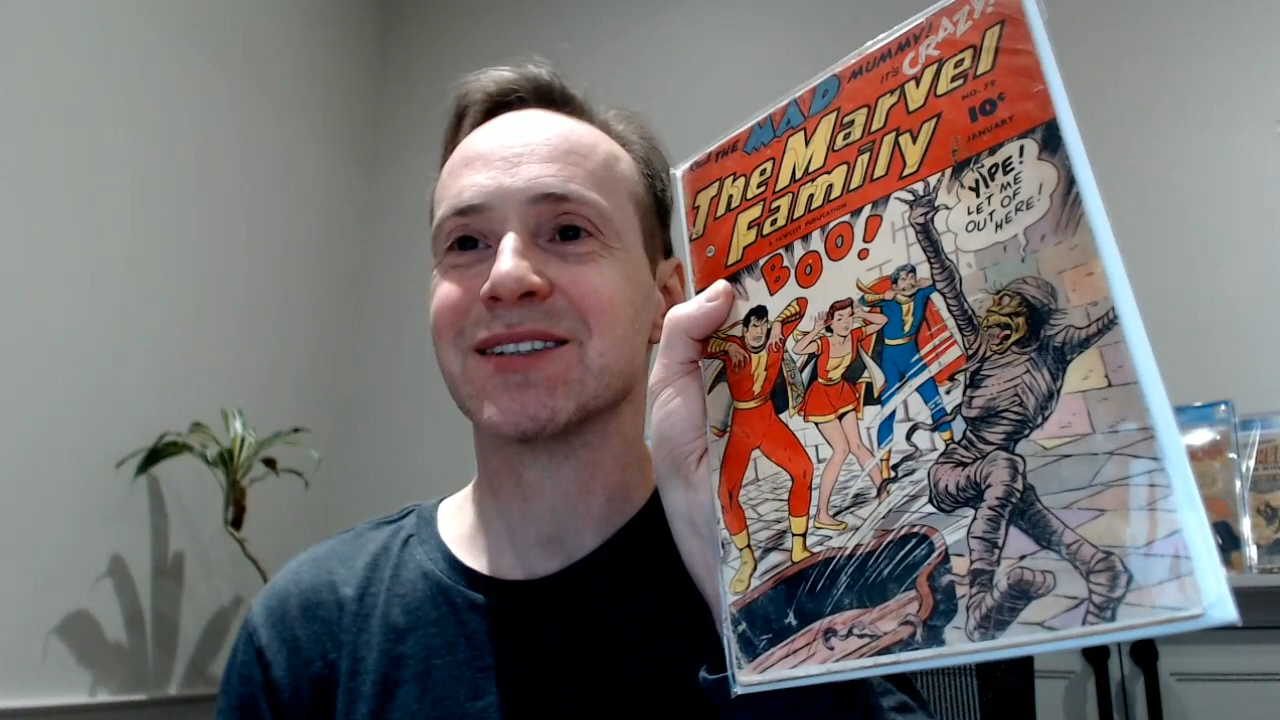 THE MAD MUMMY!
IT'S CRAZY!
The Marvel
Family
NO. 79
10¢
JANUARY
A FAWCETT PUBLICATION
BOO!
YIPE!
LET ME
OUT OF
HERE!